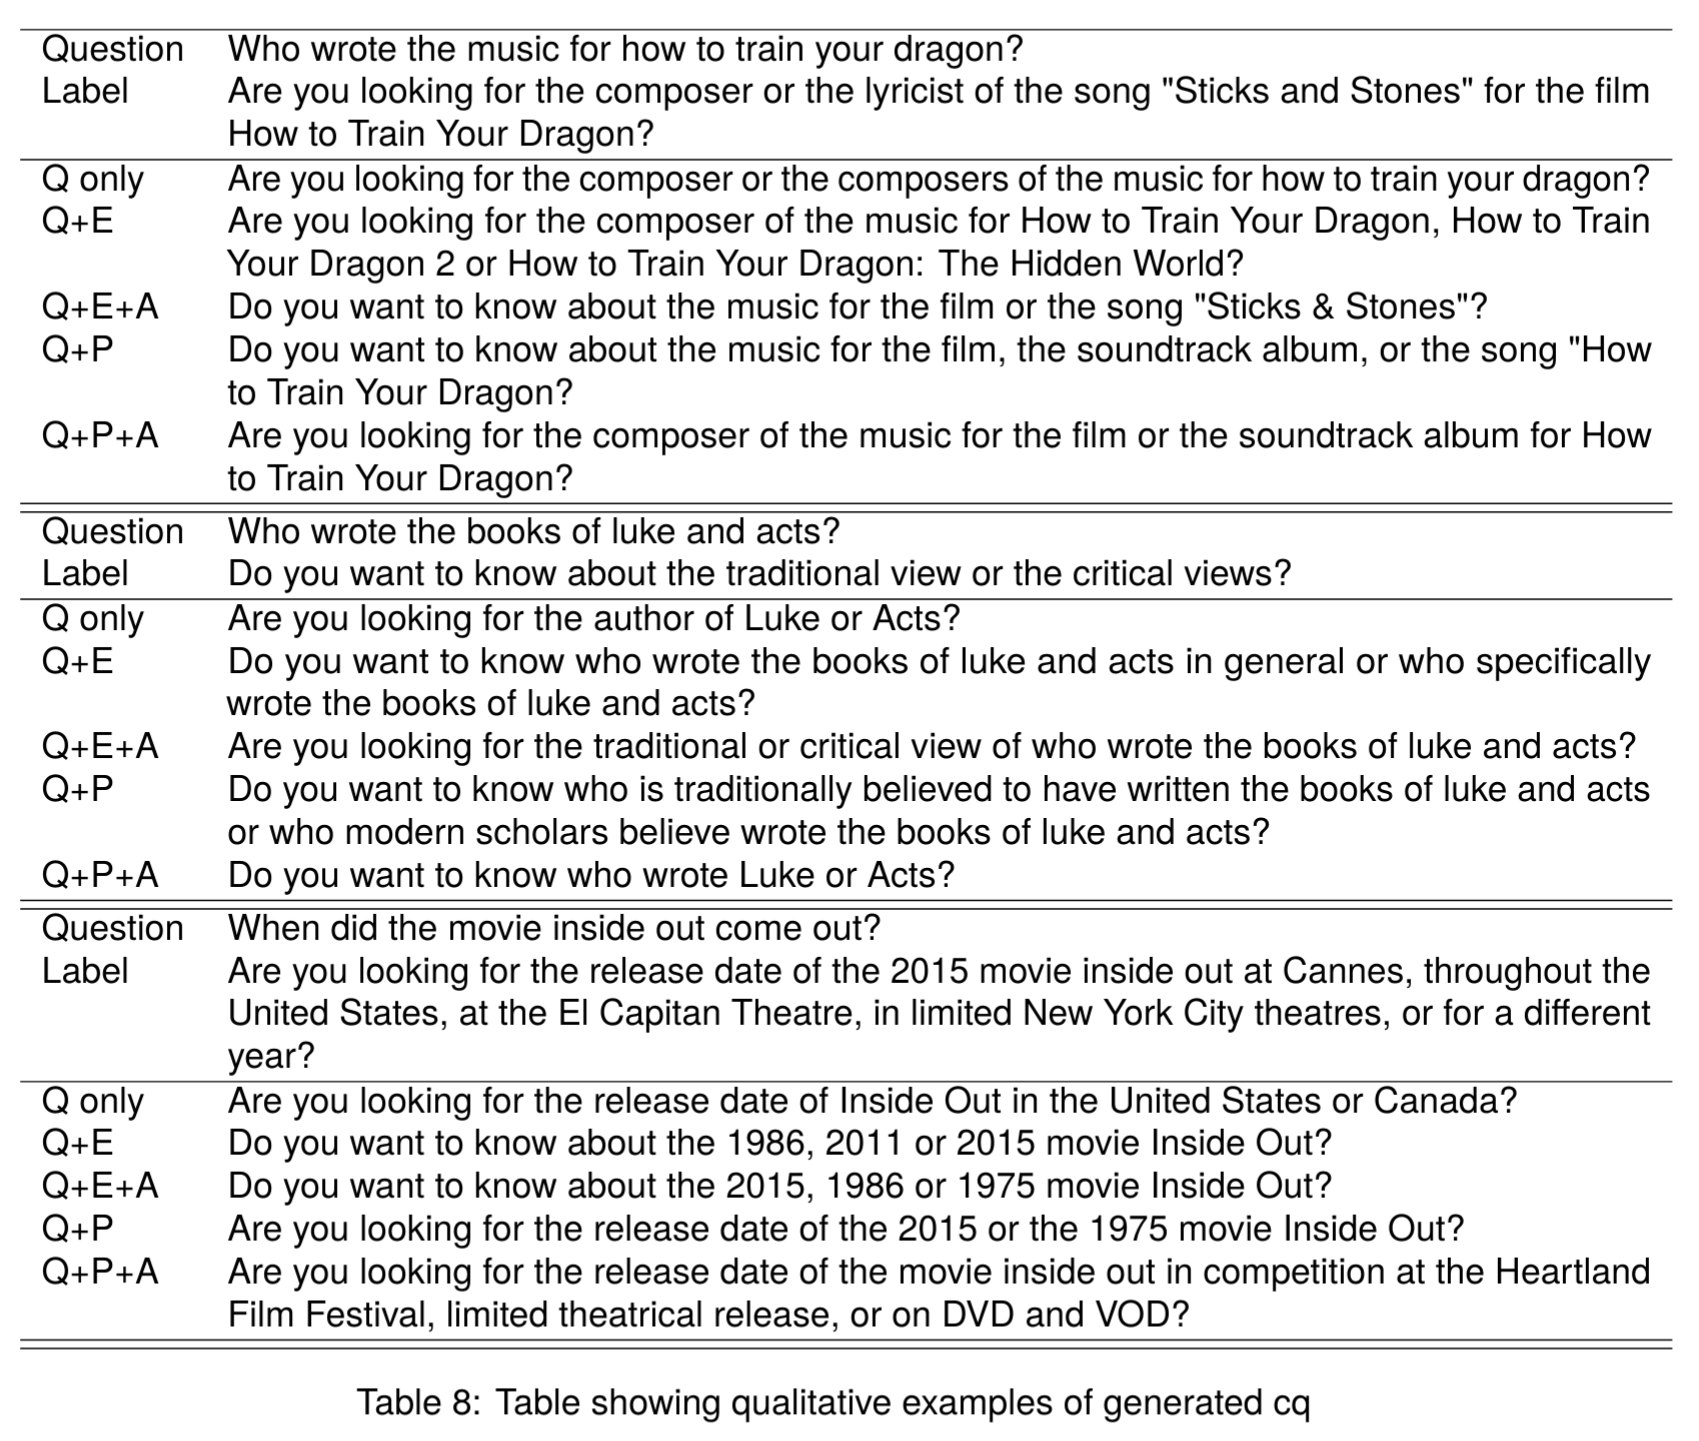 Question Who wrote the music for how to train your dragon?
Label Are you looking for the composer or the lyricist of the song "Sticks and Stones" for the film
How to Train Your Dragon?
Q only Are you looking for the composer or the composers of the music for how to train your dragon?
Q+E Are you looking for the composer of the music for How to Train Your Dragon, How to Train
Your Dragon 2 or How to Train Your Dragon: The Hidden World?
Q+E+A Do you want to know about the music for the film or the song "Sticks & Stones"?
Q+P Do you want to know about the music for the film, the soundtrack album, or the song "How
to Train Your Dragon?
Q+P+A Are you looking for the composer of the music for the film or the soundtrack album for How
to Train Your Dragon?
Question Who wrote the books of luke and acts?
Label Do you want to know about the traditional view or the critical views?
Q only Are you looking for the author of Luke or Acts?
Q+E Do you want to know who wrote the books of luke and acts in general or who specifically
wrote the books of luke and acts?
Q+E+A Are you looking for the traditional or critical view of who wrote the books of luke and acts?
Q+P Do you want to know who is traditionally believed to have written the books of luke and acts
or who modern scholars believe wrote the books of luke and acts?
Q+P+A Do you want to know who wrote Luke or Acts?
Question When did the movie inside out come out?
Label Are you looking for the release date of the 2015 movie inside out at Cannes, throughout the
United States, at the El Capitan Theatre, in limited New York City theatres, or for a different
year?
Q only Are you looking for the release date of Inside Out in the United States or Canada?
Q+E Do you want to know about the 1986, 2011 or 2015 movie Inside Out?
Q+E+A Do you want to know about the 2015, 1986 or 1975 movie Inside Out?
Q+P Are you looking for the release date of the 2015 or the 1975 movie Inside Out?
Q+P+A Are you looking for the release date of the movie inside out in competition at the Heartland
Film Festival, limited theatrical release, or on DVD and VOD?
Table 8: Table showing qualitative examples of generated cq